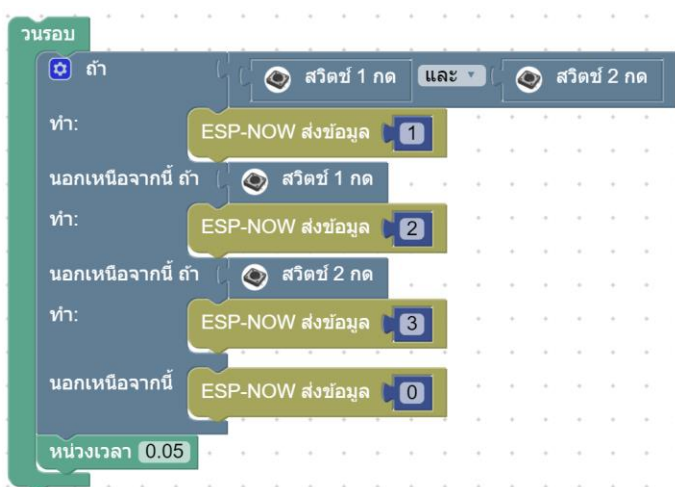 วนรอบ
ถ้า สวิตช์ 1 กด และ สวิตช์ 2 กด
ทำ: ESP-NOW ส่งข้อมูล 1
นอกเหนือจากนี้ ถ้า สวิตช์ 1 กด
ทำ: ESP-NOW ส่งข้อมูล 2
นอกเหนือจากนี้ ถ้า สวิตช์ 2 กด
ทำ: ESP-NOW ส่งข้อมูล 3
นอกเหนือจากนี้ ESP-NOW ส่งข้อมูล 0
หน่วงเวลา 0.05